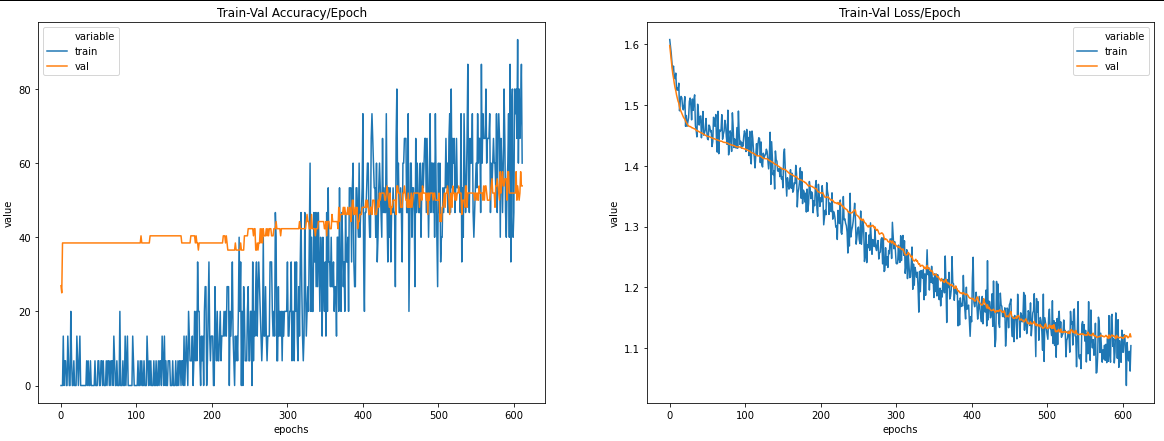 Train-Val Accuracy/Epoch
variable
train
val
value
80
60
40
20
0
0
100
200
300
400
500
600
epochs
Train-Val Loss/Epoch
variable
train
val
value
1.6
1.5
1.4
1.3
1.2
1.1
0
100
200
300
400
500
600
epochs